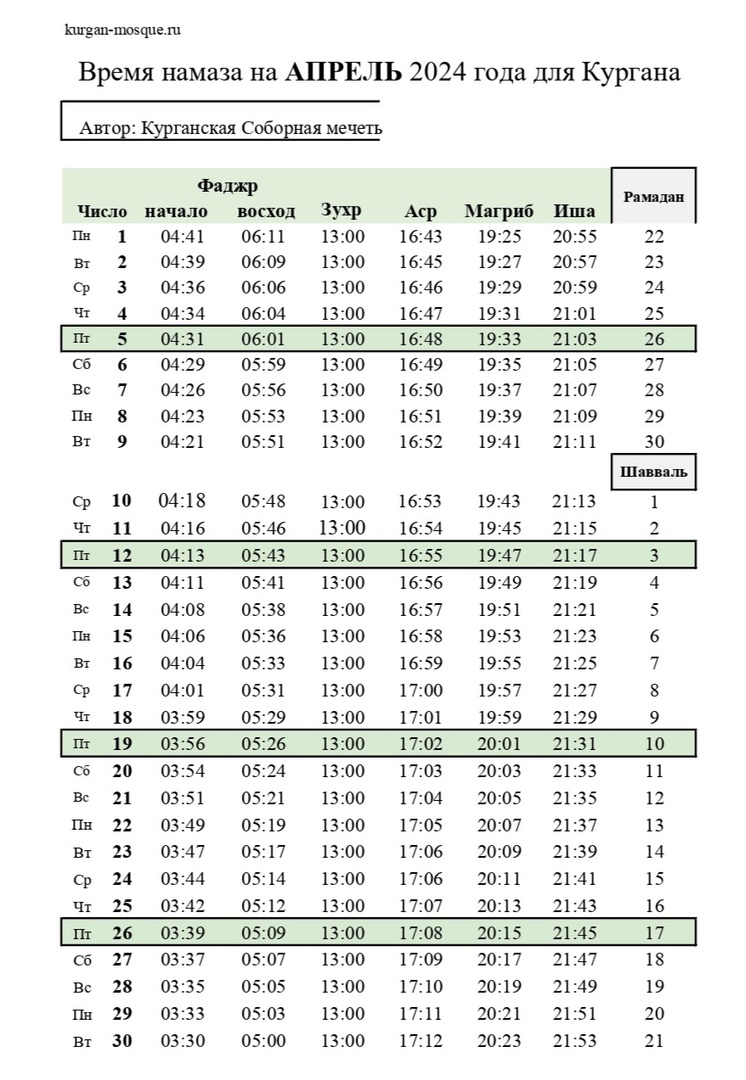 kurgan-mosque.ru
Время намаза на АПРЕЛЬ 2024 года для Кургана
Автор: Курганская Соборная мечеть
Фаджр
Рамадан
Число начало восход Зухр Аср Магриб Иша
Пн 1 04:41 06:11 13:00 16:43 19:25 20:55 22
Вт 2 04:39 06:09 13:00 16:45 19:27 20:57 23
Ср 3 04:36 06:06 13:00 16:46 19:29 20:59 24
Чт 4 04:34 06:04 13:00 16:47 19:31 21:01 25
Пт 5 04:31 06:01 13:00 16:48 19:33 21:03 26
Сб 6 04:29 05:59 13:00 16:49 19:35 21:05 27
Вс 7 04:26 05:56 13:00 16:50 19:37 21:07 28
Пн 8 04:23 05:53 13:00 16:51 19:39 21:09 29
Вт 9 04:21 05:51 13:00 16:52 19:41 21:11 30
Шавваль
Ср 10 04:18 05:48 13:00 16:53 19:43 21:13 1
Чт 11 04:16 05:46 13:00 16:54 19:45 21:15 2
Пт 12 04:13 05:43 13:00 16:55 19:47 21:17 3
Сб 13 04:11 05:41 13:00 16:56 19:49 21:19 4
Вс 14 04:08 05:38 13:00 16:57 19:51 21:21 5
Пн 15 04:06 05:36 13:00 16:58 19:53 21:23 6
Вт 16 04:04 05:33 13:00 16:59 19:55 21:25 7
Ср 17 04:01 05:31 13:00 17:00 19:57 21:27 8
Чт 18 03:59 05:29 13:00 17:01 19:59 21:29 9
Пт 19 03:56 05:26 13:00 17:02 20:01 21:31 10
Сб 20 03:54 05:24 13:00 17:03 20:03 21:33 11
Вс 21 03:51 05:21 13:00 17:04 20:05 21:35 12
Пн 22 03:49 05:19 13:00 17:05 20:07 21:37 13
Вт 23 03:47 05:17 13:00 17:06 20:09 21:39 14
Ср 24 03:44 05:14 13:00 17:06 20:11 21:41 15
Чт 25 03:42 05:12 13:00 17:07 20:13 21:43 16
Пт 26 03:39 05:09 13:00 17:08 20:15 21:45 17
Сб 27 03:37 05:07 13:00 17:09 20:17 21:47 18
Вс 28 03:35 05:05 13:00 17:10 20:19 21:49 19
Пн 29 03:33 05:03 13:00 17:11 20:21 21:51 20
Вт 30 03:30 05:00 13:00 17:12 20:23 21:53 21